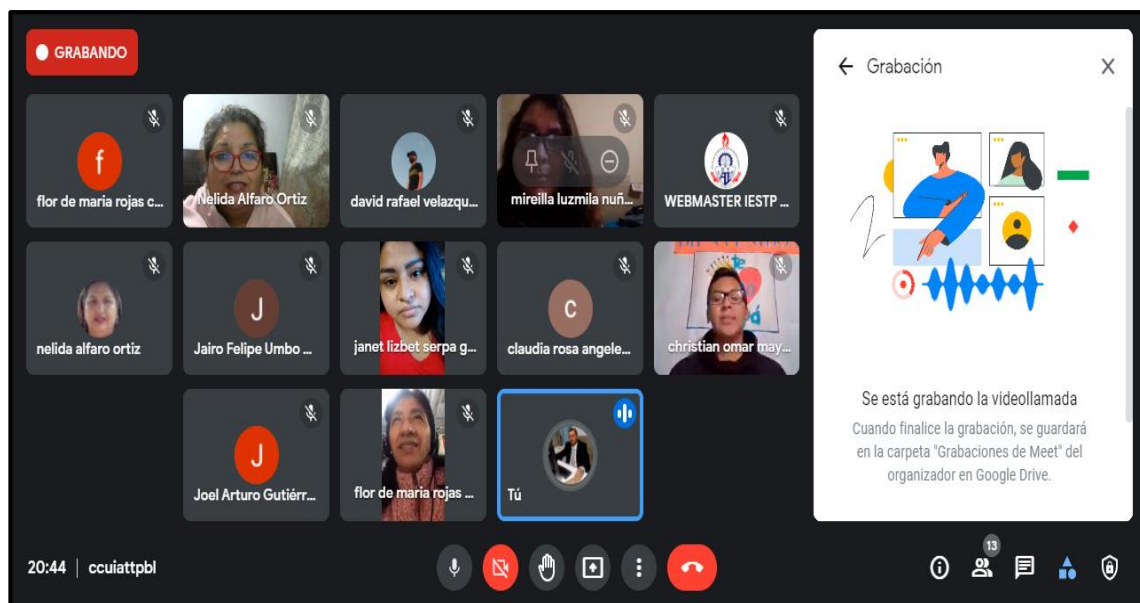 GRABANDO
Grabación
f
flor de maria rojas c...
Nelida Alfaro Ortiz
david rafael velazqu...
mireilla luzmila nuñ...
WEBMASTER IESTP ...
nelida alfaro ortiz
J
Jairo Felipe Umbo ...
janet lizbet serpa g...
c
claudia rosa angele...
te
christian omar may...
J
Joel Arturo Gutiérr...
flor de maria rojas ...
Tú
Se está grabando la videollamada
Cuando finalice la grabación, se guardará
en la carpeta "Grabaciones de Meet" del
organizador en Google Drive.
20:44 | ccuiattpbl
13